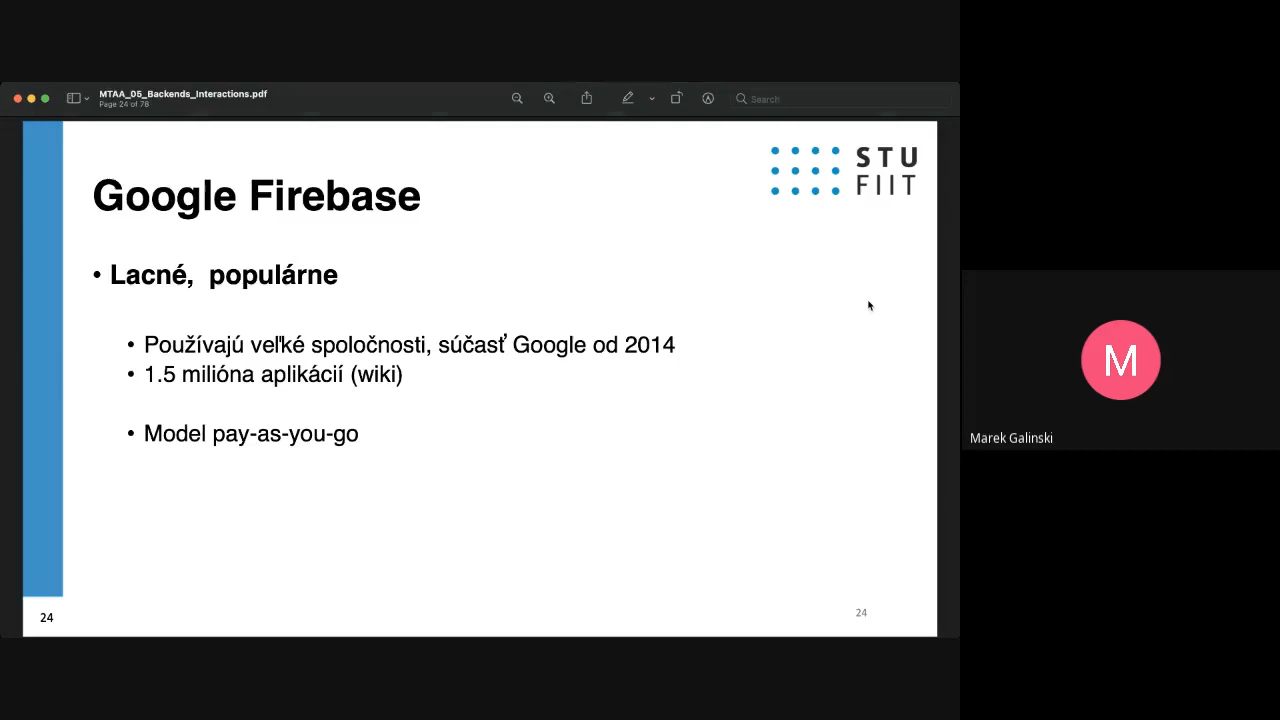 MTAA_05_Backends_Interactions.pdf
Page 24 of 78
Search
STU
FIIT
Google Firebase
• Lacné,  populárne
• Používajú veľké spoločnosti, súčasť Google od 2014
• 1.5 milióna aplikácií (wiki)
• Model pay-as-you-go
24
24
M
Marek Galinski